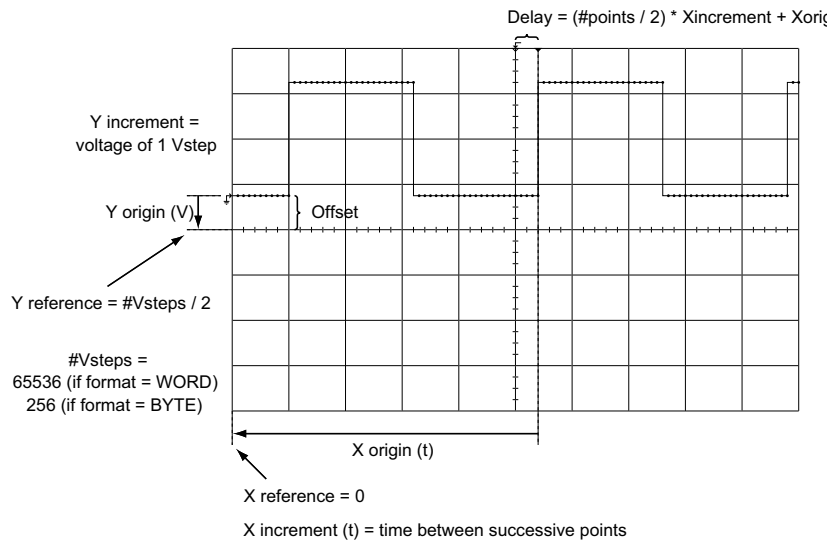 Delay = (#points / 2) * Xincrement + Xorig
Y increment =
voltage of 1 Vstep
Y origin (V)
Offset
Y reference = #Vsteps / 2
#Vsteps =
65536 (if format = WORD)
256 (if format = BYTE)
X origin (t)
X reference = 0
X increment (t) = time between successive points